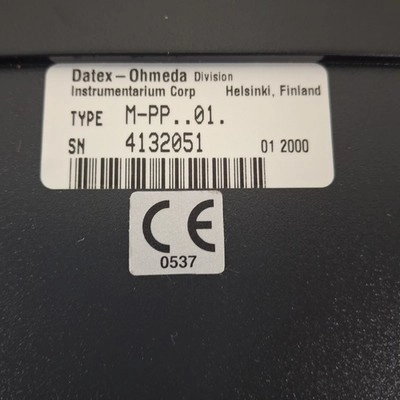 Datex-Ohmeda Division
Instrumentarium Corp Helsinki, Finland
TYPE M-PP..01.
SN 4132051 01 2000
CE
0537